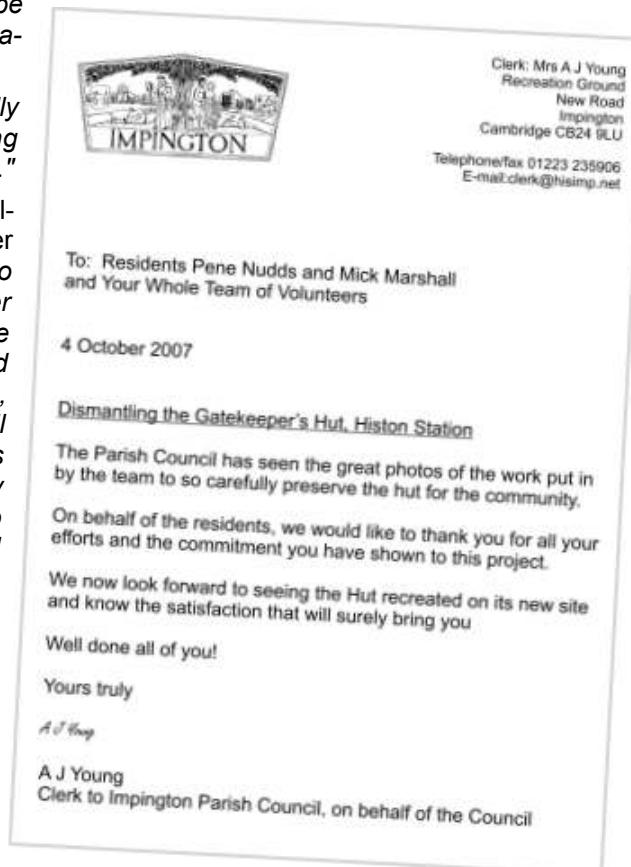 be
a-
lly
ng
."
l-
er
o
er
e
d
,
ll
s
y
IMPINGTON
Clerk: Mrs A J Young
Recreation Ground
New Road
Impington
Cambridge CB24 9LU
Telephone/fax 01223 235906
E-mail:clerk@hisimp.net
To: Residents Pene Nudds and Mick Marshall
and Your Whole Team of Volunteers
4 October 2007
Dismantling the Gatekeeper's Hut, Histon Station
The Parish Council has seen the great photos of the work put in
by the team to so carefully preserve the hut for the community.
On behalf of the residents, we would like to thank you for all your
efforts and the commitment you have shown to this project.
We now look forward to seeing the Hut recreated on its new site
and know the satisfaction that will surely bring you
Well done all of you!
Yours truly
A J Young
A J Young
Clerk to Impington Parish Council, on behalf of the Council